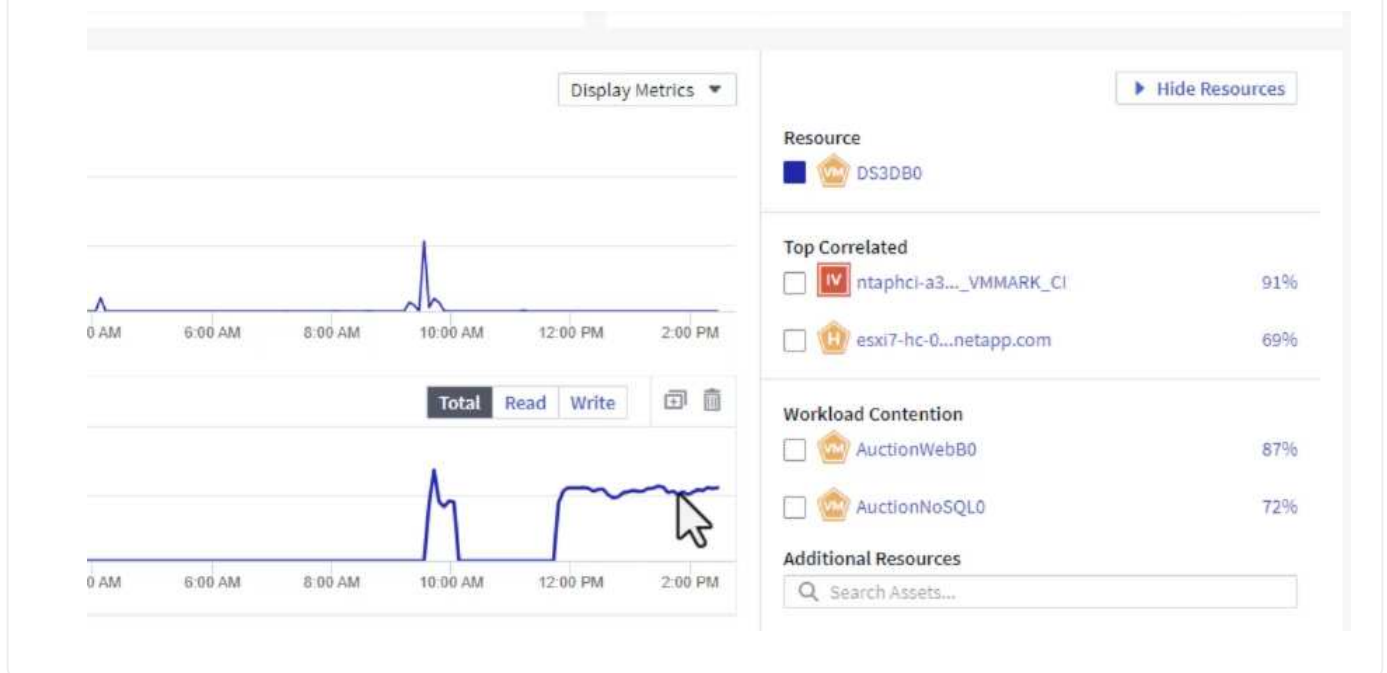 Display Metrics
Hide Resources
Resource
VM DS3DB0
Top Correlated
IV ntaphci-a3..._VMMARK_CI 91%
H esxi7-hc-0...netapp.com 69%
0 AM 6:00 AM 8:00 AM 10:00 AM 12:00 PM 2:00 PM
Total Read Write
Workload Contention
VM AuctionWebB0 87%
VM AuctionNoSQL0 72%
Additional Resources
Search Assets...
0 AM 6:00 AM 8:00 AM 10:00 AM 12:00 PM 2:00 PM